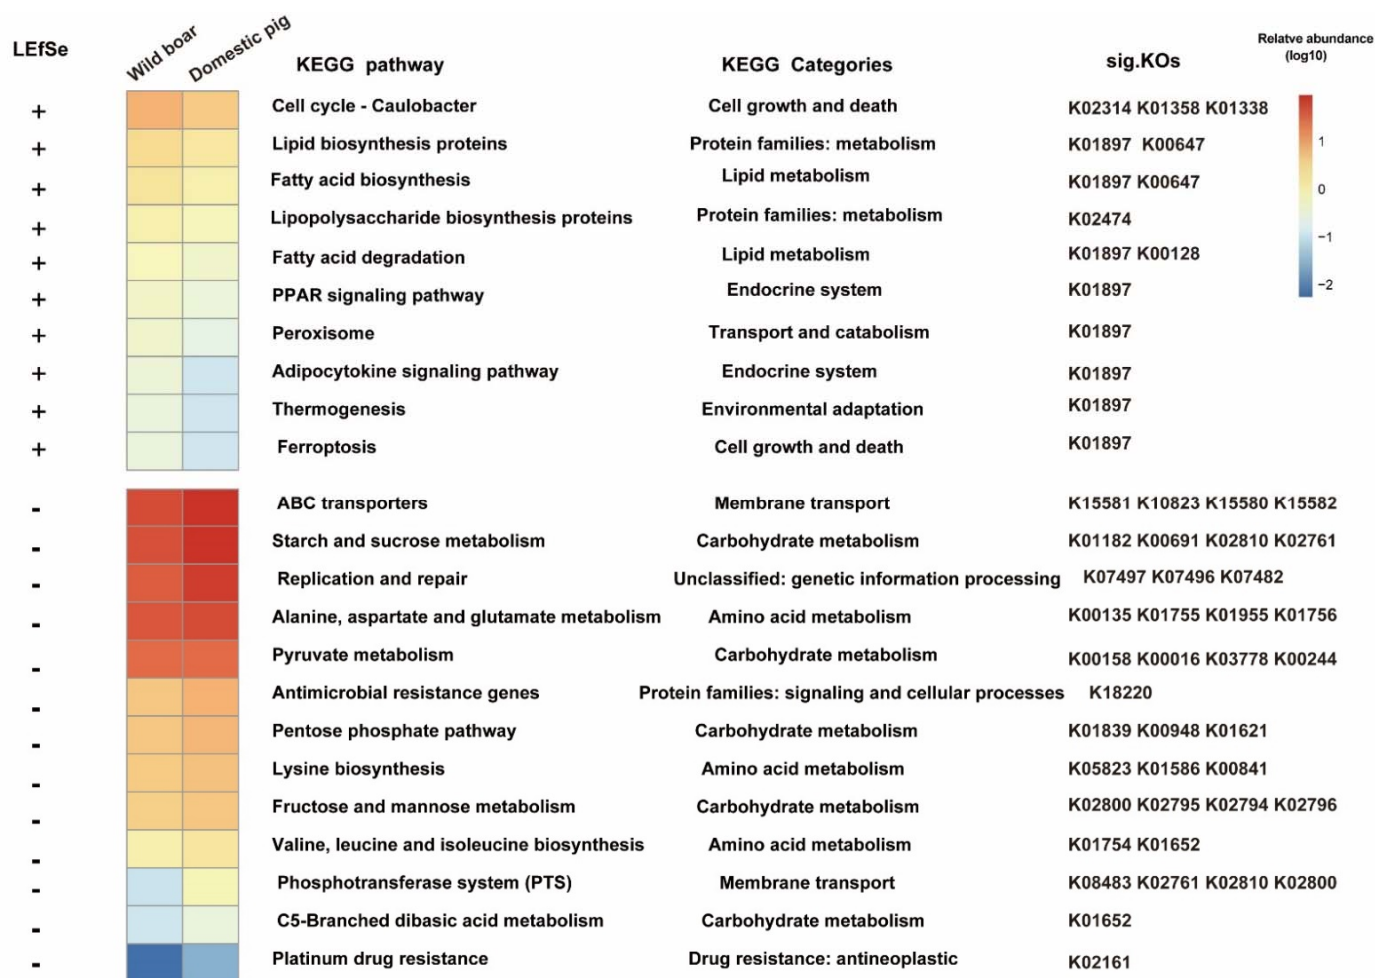 LEfSe Wild boar Domestic pig KEGG pathway KEGG Categories sig.KOs Relatve abundance
(log10)
+ Cell cycle - Caulobacter Cell growth and death K02314 K01358 K01338
+ Lipid biosynthesis proteins Protein families: metabolism K01897 K00647
+ Fatty acid biosynthesis Lipid metabolism K01897 K00647
+ Lipopolysaccharide biosynthesis proteins Protein families: metabolism K02474
+ Fatty acid degradation Lipid metabolism K01897 K00128
+ PPAR signaling pathway Endocrine system K01897
+ Peroxisome Transport and catabolism K01897
+ Adipocytokine signaling pathway Endocrine system K01897
+ Thermogenesis Environmental adaptation K01897
+ Ferroptosis Cell growth and death K01897
1
0
−1
−2
- ABC transporters Membrane transport K15581 K10823 K15580 K15582
- Starch and sucrose metabolism Carbohydrate metabolism K01182 K00691 K02810 K02761
- Replication and repair Unclassified: genetic information processing K07497 K07496 K07482
- Alanine, aspartate and glutamate metabolism Amino acid metabolism K00135 K01755 K01955 K01756
- Pyruvate metabolism Carbohydrate metabolism K00158 K00016 K03778 K00244
- Antimicrobial resistance genes Protein families: signaling and cellular processes K18220
- Pentose phosphate pathway Carbohydrate metabolism K01839 K00948 K01621
- Lysine biosynthesis Amino acid metabolism K05823 K01586 K00841
- Fructose and mannose metabolism Carbohydrate metabolism K02800 K02795 K02794 K02796
- Valine, leucine and isoleucine biosynthesis Amino acid metabolism K01754 K01652
- Phosphotransferase system (PTS) Membrane transport K08483 K02761 K02810 K02800
- C5-Branched dibasic acid metabolism Carbohydrate metabolism K01652
- Platinum drug resistance Drug resistance: antineoplastic K02161